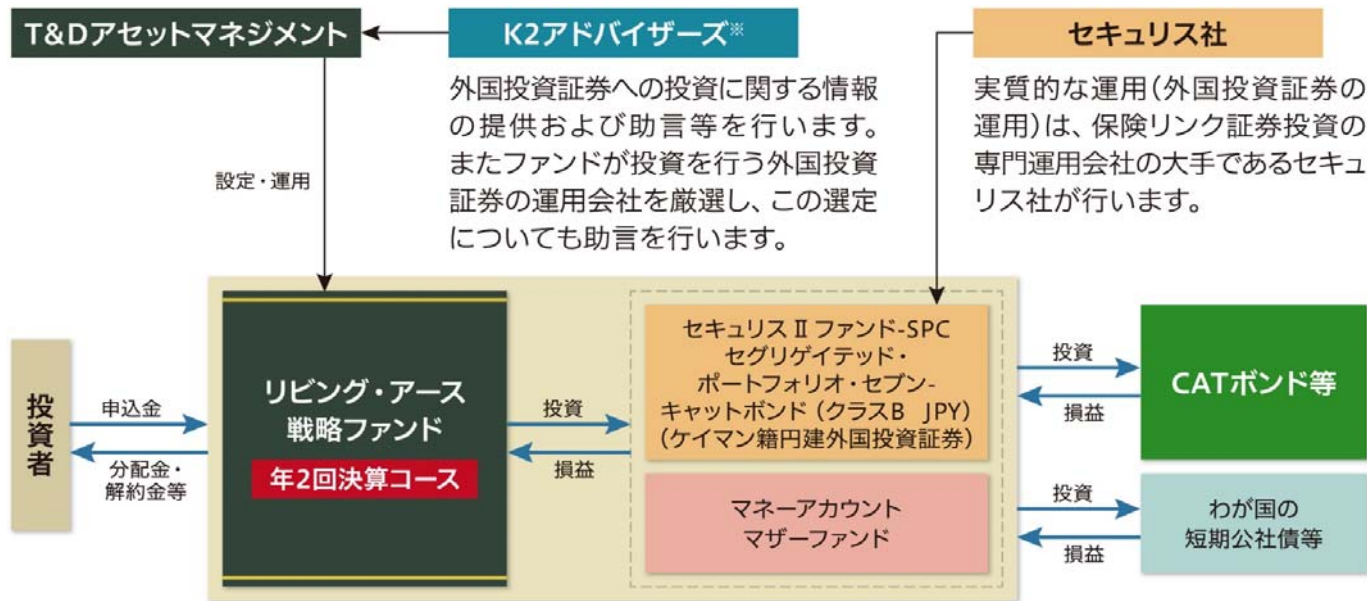 T&Dアセットマネジメント
K2アドバイザーズ※
セキュリス社
外国投資証券への投資に関する情報
の提供および助言等を行います。
またファンドが投資を行う外国投資
証券の運用会社を厳選し、この選定
についても助言を行います。
実質的な運用(外国投資証券の
運用)は、保険リンク証券投資の
専門運用会社の大手であるセキュ
リス社が行います。
設定・運用
投資者
申込金
分配金・
解約金等
リビング・アース
戦略ファンド
年2回決算コース
投資
損益
セキュリス Ⅱ ファンド-SPC
セグリゲイテッド・
ポートフォリオ・セブン-
キャットボンド (クラスB JPY)
(ケイマン籍円建外国投資証券)
マネーアカウント
マザーファンド
投資
損益
CATボンド等
投資
損益
わが国の
短期公社債等